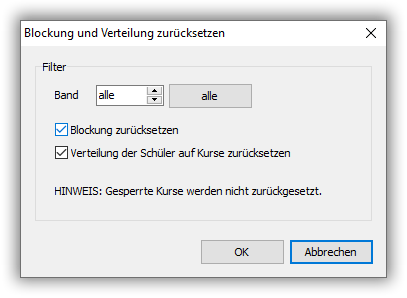 Blockung und Verteilung zurücksetzen
Filter
Band alle alle
Blockung zurücksetzen
Verteilung der Schüler auf Kurse zurücksetzen
HINWEIS: Gesperrte Kurse werden nicht zurückgesetzt.
OK Abbrechen